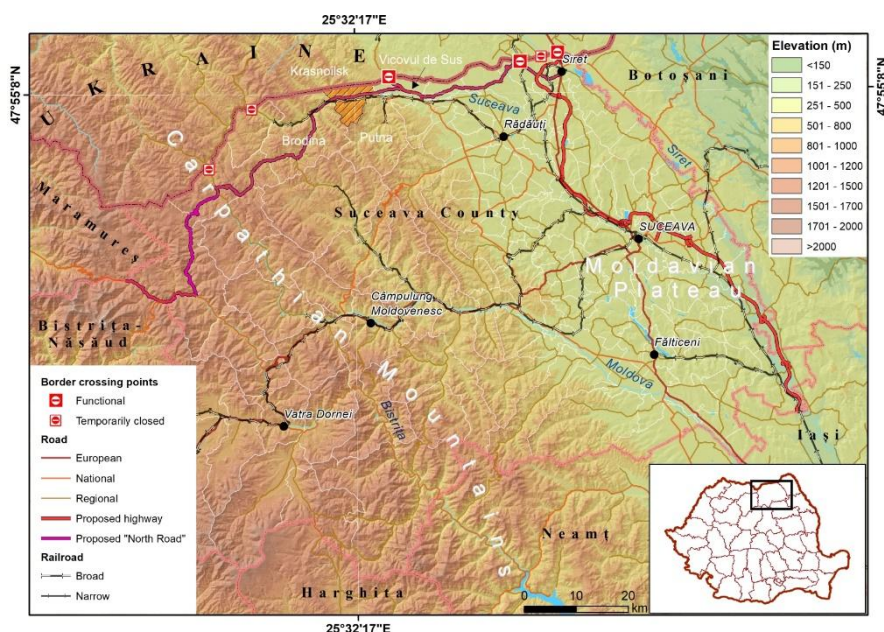 25°32'17"E
47°55'8"N
47°55'8"N
UKRAINE
Krasnoilsk
Vicovul de Sus
Siret
Botoșani
Suceava
Rădăuți
Putna
Brodina
Siret
Maramureș
Carpathian Mountains
Suceava County
SUCEAVA
Moldavian
Plateau
Câmpulung
Moldovenesc
Bistrița-
Năsăud
Fălticeni
Moldova
Bistrița
Vatra Dornei
Iași
Neamț
Harghita
Elevation (m)
<150
151 - 250
251 - 500
501 - 800
801 - 1000
1001 - 1200
1201 - 1500
1501 - 1700
1701 - 2000
>2000
Border crossing points
Functional
Temporarily closed
Road
European
National
Regional
Proposed highway
Proposed "North Road"
Railroad
Broad
Narrow
0 10 20
km
25°32'17"E